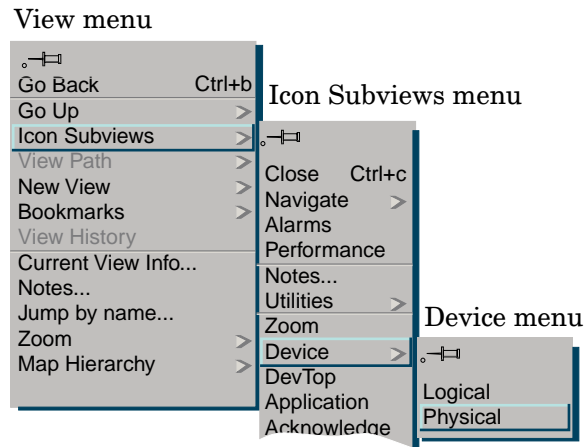 View menu
Go Back Ctrl+b
Go Up
Icon Subviews
View Path
New View
Bookmarks
View History
Current View Info...
Notes...
Jump by name...
Zoom
Map Hierarchy
Icon Subviews menu
Close Ctrl+c
Navigate
Alarms
Performance
Notes...
Utilities
Zoom
Device
DevTop
Application
Acknowledge
Device menu
Logical
Physical